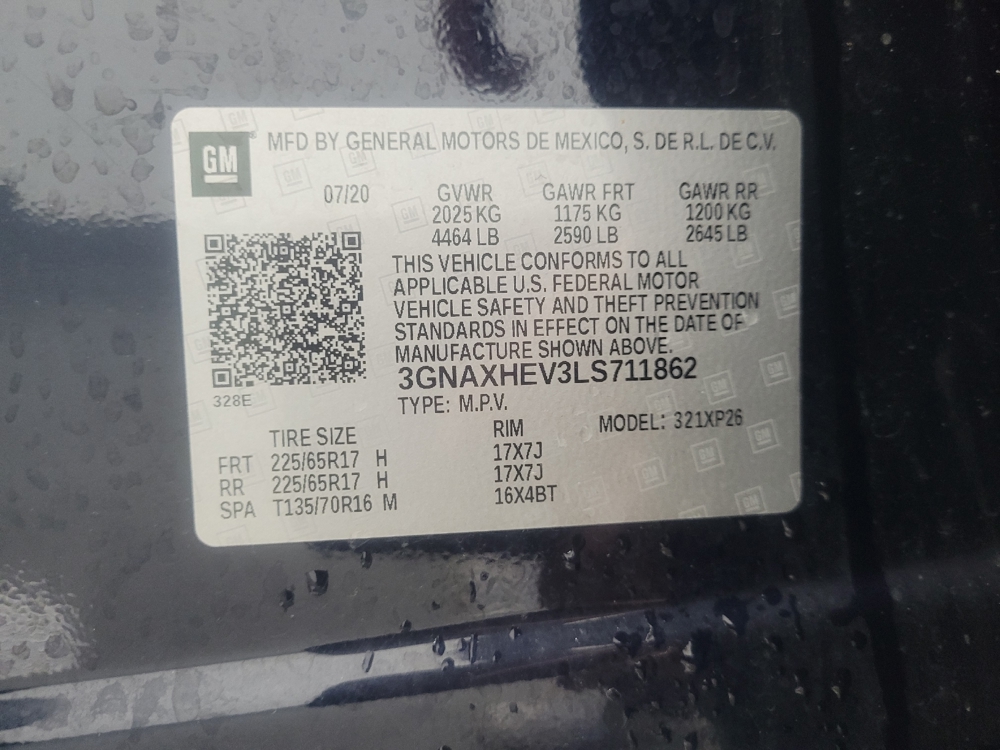 GM MFD BY GENERAL MOTORS DE MEXICO, S. DE R.L. DE C.V.
07/20 GVWR GAWR FRT GAWR RR
2025 KG 1175 KG 1200 KG
4464 LB 2590 LB 2645 LB
THIS VEHICLE CONFORMS TO ALL
APPLICABLE U.S. FEDERAL MOTOR
VEHICLE SAFETY AND THEFT PREVENTION
STANDARDS IN EFFECT ON THE DATE OF
MANUFACTURE SHOWN ABOVE.
3GNAXHEV3LS711862
328E
TYPE: M.P.V. MODEL: 321XP26
TIRE SIZE RIM
FRT 225/65R17 H 17X7J
RR 225/65R17 H 17X7J
SPA T135/70R16 M 16X4BT